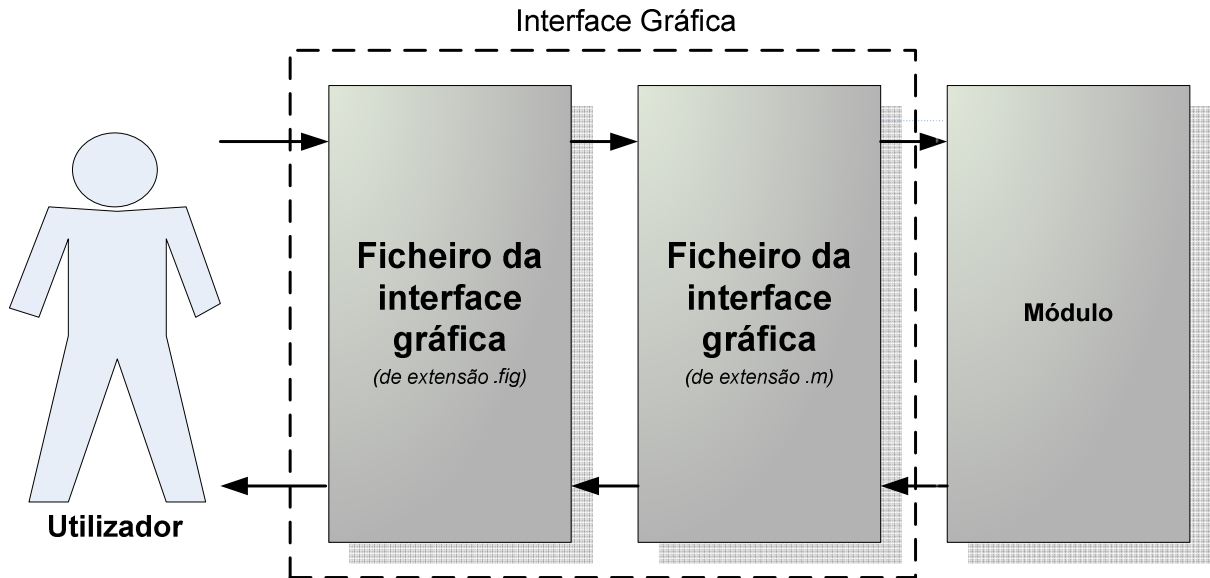 Interface Gráfica
Ficheiro da
interface
gráfica
(de extensão .fig)
Ficheiro da
interface
gráfica
(de extensão .m)
Módulo
Utilizador